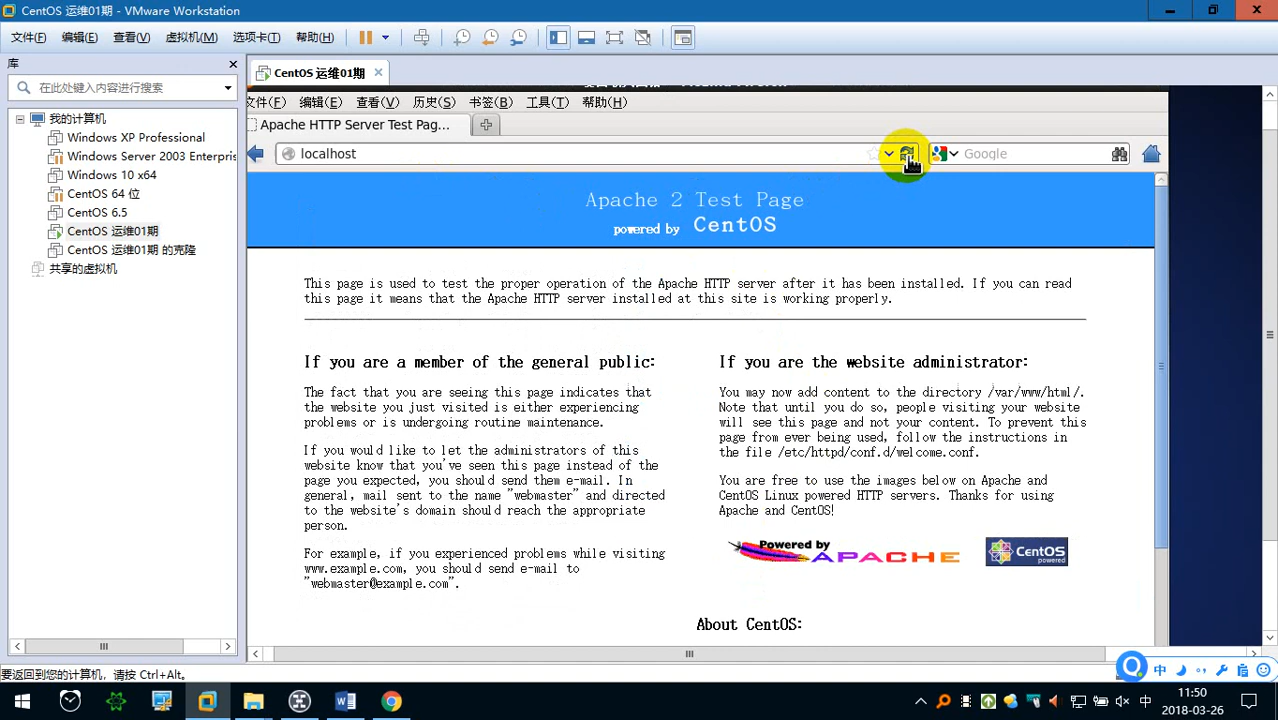 CentOS 运维01期 - VMware Workstation
文件(F) 编辑(E) 查看(V) 虚拟机(M) 选项卡(T) 帮助(H)
库
在此处键入内容进行搜索
我的计算机
Windows XP Professional
Windows Server 2003 Enterpris
Windows 10 x64
CentOS 64 位
CentOS 6.5
CentOS 运维01期
CentOS 运维01期 的克隆
共享的虚拟机
CentOS 运维01期
文件(F) 编辑(E) 查看(V) 历史(S) 书签(B) 工具(T) 帮助(H)
Apache HTTP Server Test Pag...
localhost
Google
Apache 2 Test Page
powered by CentOS
This page is used to test the proper operation of the Apache HTTP server after it has been installed. If you can read
this page it means that the Apache HTTP server installed at this site is working properly.
If you are a member of the general public:
The fact that you are seeing this page indicates that
the website you just visited is either experiencing
problems or is undergoing routine maintenance.
If you would like to let the administrators of this
website know that you've seen this page instead of the
page you expected, you should send them e-mail. In
general, mail sent to the name "webmaster" and directed
to the website's domain should reach the appropriate
person.
For example, if you experienced problems while visiting
www.example.com, you should send e-mail to
"webmaster@example.com".
If you are the website administrator:
You may now add content to the directory /var/www/html/.
Note that until you do so, people visiting your website
will see this page and not your content. To prevent this
page from ever being used, follow the instructions in
the file /etc/httpd/conf.d/welcome.conf.
You are free to use the images below on Apache and
CentOS Linux powered HTTP servers. Thanks for using
Apache and CentOS!
Powered by
APACHE
CentOS
powered
About CentOS:
要返回到您的计算机，请按 Ctrl+Alt。
中
中
11:50
2018-03-26